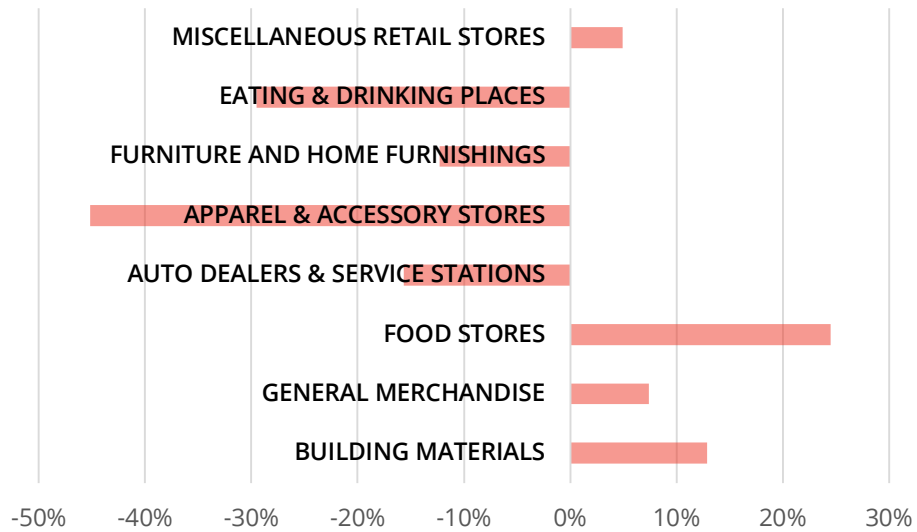 MISCELLANEOUS RETAIL STORES
EATING & DRINKING PLACES
FURNITURE AND HOME FURNISHINGS
APPAREL & ACCESSORY STORES
AUTO DEALERS & SERVICE STATIONS
FOOD STORES
GENERAL MERCHANDISE
BUILDING MATERIALS
-50% -40% -30% -20% -10% 0% 10% 20% 30%